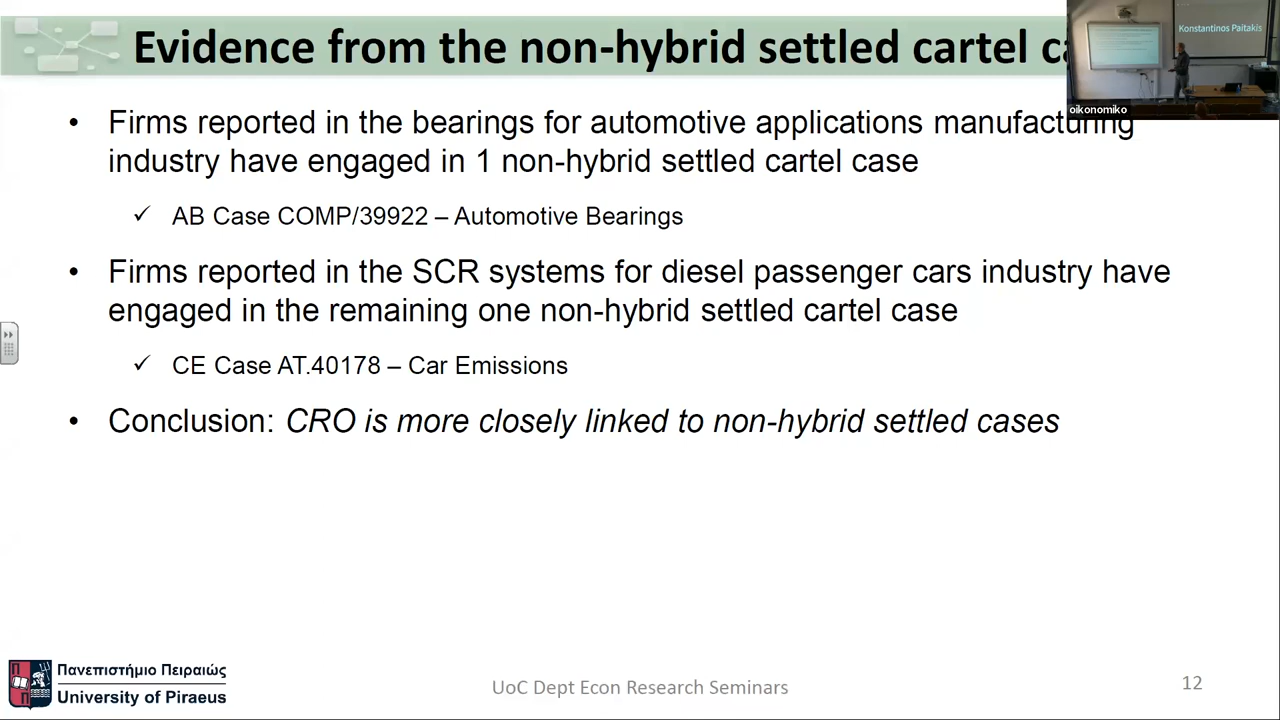 Evidence from the non-hybrid settled cartel ca
Konstantinos Paitakis
oikonomiko
• Firms reported in the bearings for automotive applications manufacturing
industry have engaged in 1 non-hybrid settled cartel case
✓ AB Case COMP/39922 – Automotive Bearings
• Firms reported in the SCR systems for diesel passenger cars industry have
engaged in the remaining one non-hybrid settled cartel case
✓ CE Case AT.40178 – Car Emissions
• Conclusion: CRO is more closely linked to non-hybrid settled cases
Πανεπιστήμιο Πειραιώς
University of Piraeus
UoC Dept Econ Research Seminars
12